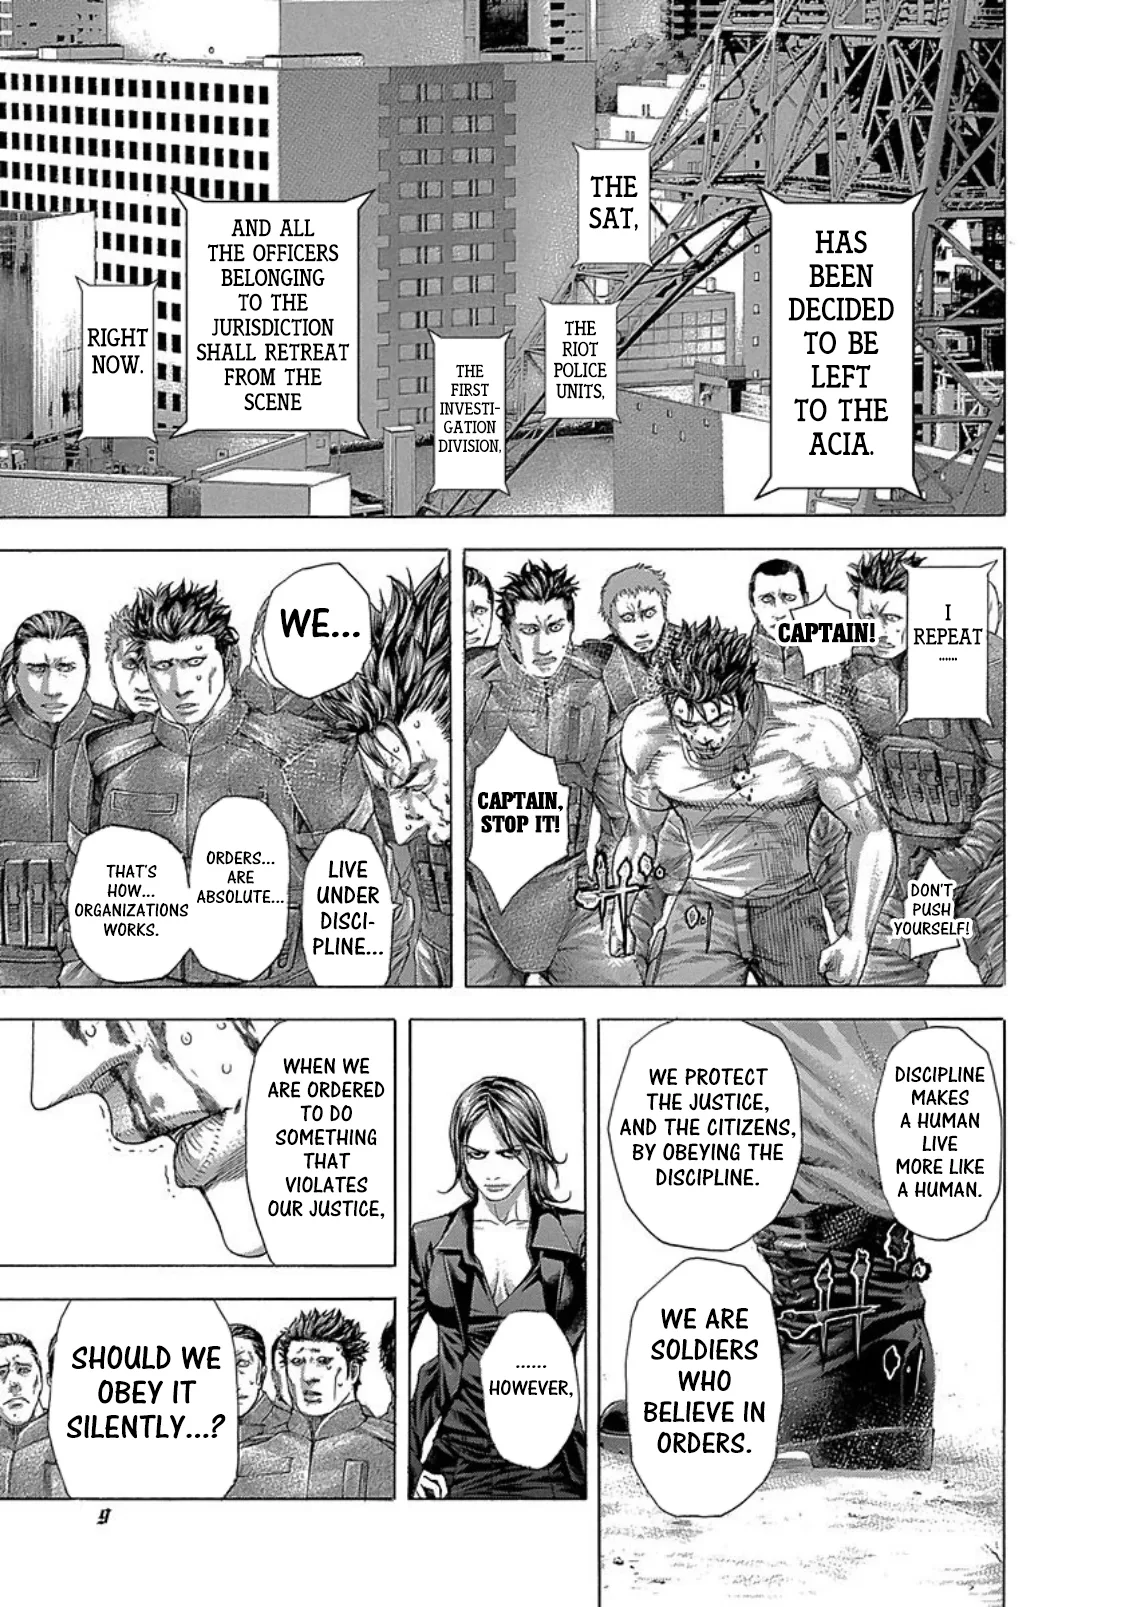 HAS
BEEN
DECIDED
TO BE
LEFT
TO THE
ACIA.
THE
SAT,
THE
RIOT
POLICE
UNITS,
THE
FIRST
INVESTI-
GATION
DIVISION,
AND ALL
THE OFFICERS
BELONGING
TO THE
JURISDICTION
SHALL RETREAT
FROM THE
SCENE
RIGHT
NOW.
I
REPEAT
......
CAPTAIN!
CAPTAIN,
STOP IT!
DON'T
PUSH
YOURSELF!
WE...
LIVE
UNDER
DISCI-
PLINE...
ORDERS...
ARE
ABSOLUTE...
THAT'S
HOW...
ORGANIZATIONS
WORKS.
DISCIPLINE
MAKES
A HUMAN
LIVE
MORE LIKE
A HUMAN.
WE PROTECT
THE JUSTICE,
AND THE CITIZENS,
BY OBEYING THE
DISCIPLINE.
WE ARE
SOLDIERS
WHO
BELIEVE IN
ORDERS.
......
HOWEVER,
WHEN WE
ARE ORDERED
TO DO
SOMETHING
THAT
VIOLATES
OUR JUSTICE,
SHOULD WE
OBEY IT
SILENTLY...?
9